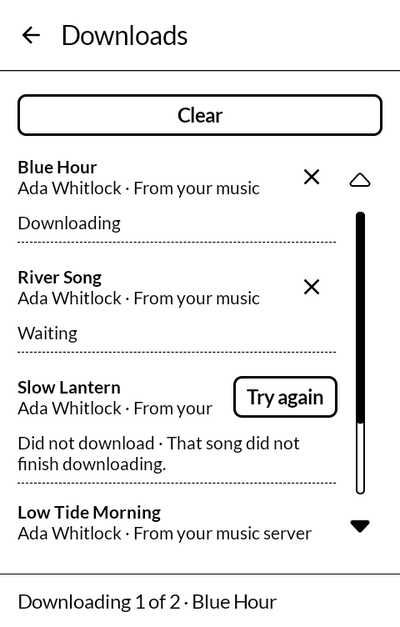 Downloads
Clear
Blue Hour
Ada Whitlock · From your music
Downloading
River Song
Ada Whitlock · From your music
Waiting
Slow Lantern
Ada Whitlock · From your
Try again
Did not download · That song did not
finish downloading.
Low Tide Morning
Ada Whitlock · From your music server
Downloading 1 of 2 · Blue Hour